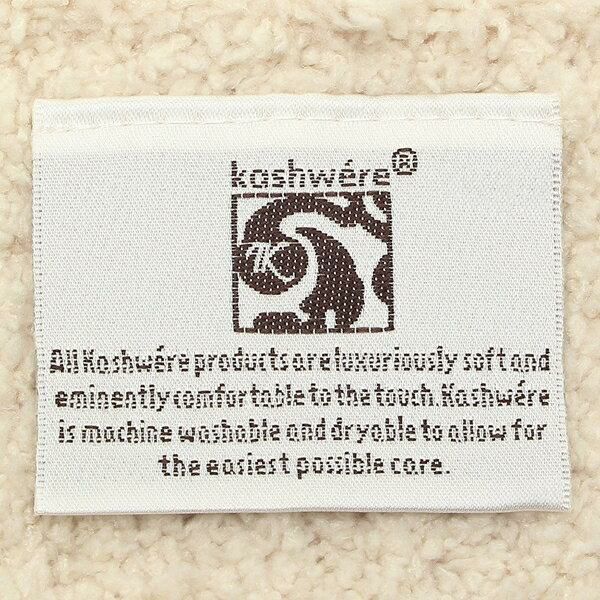 kashwére®
K
All Kashwére products are luxuriously soft and
eminently comfortable to the touch. Kashwére
is machine washable and dryable to allow for
the easiest possible care.